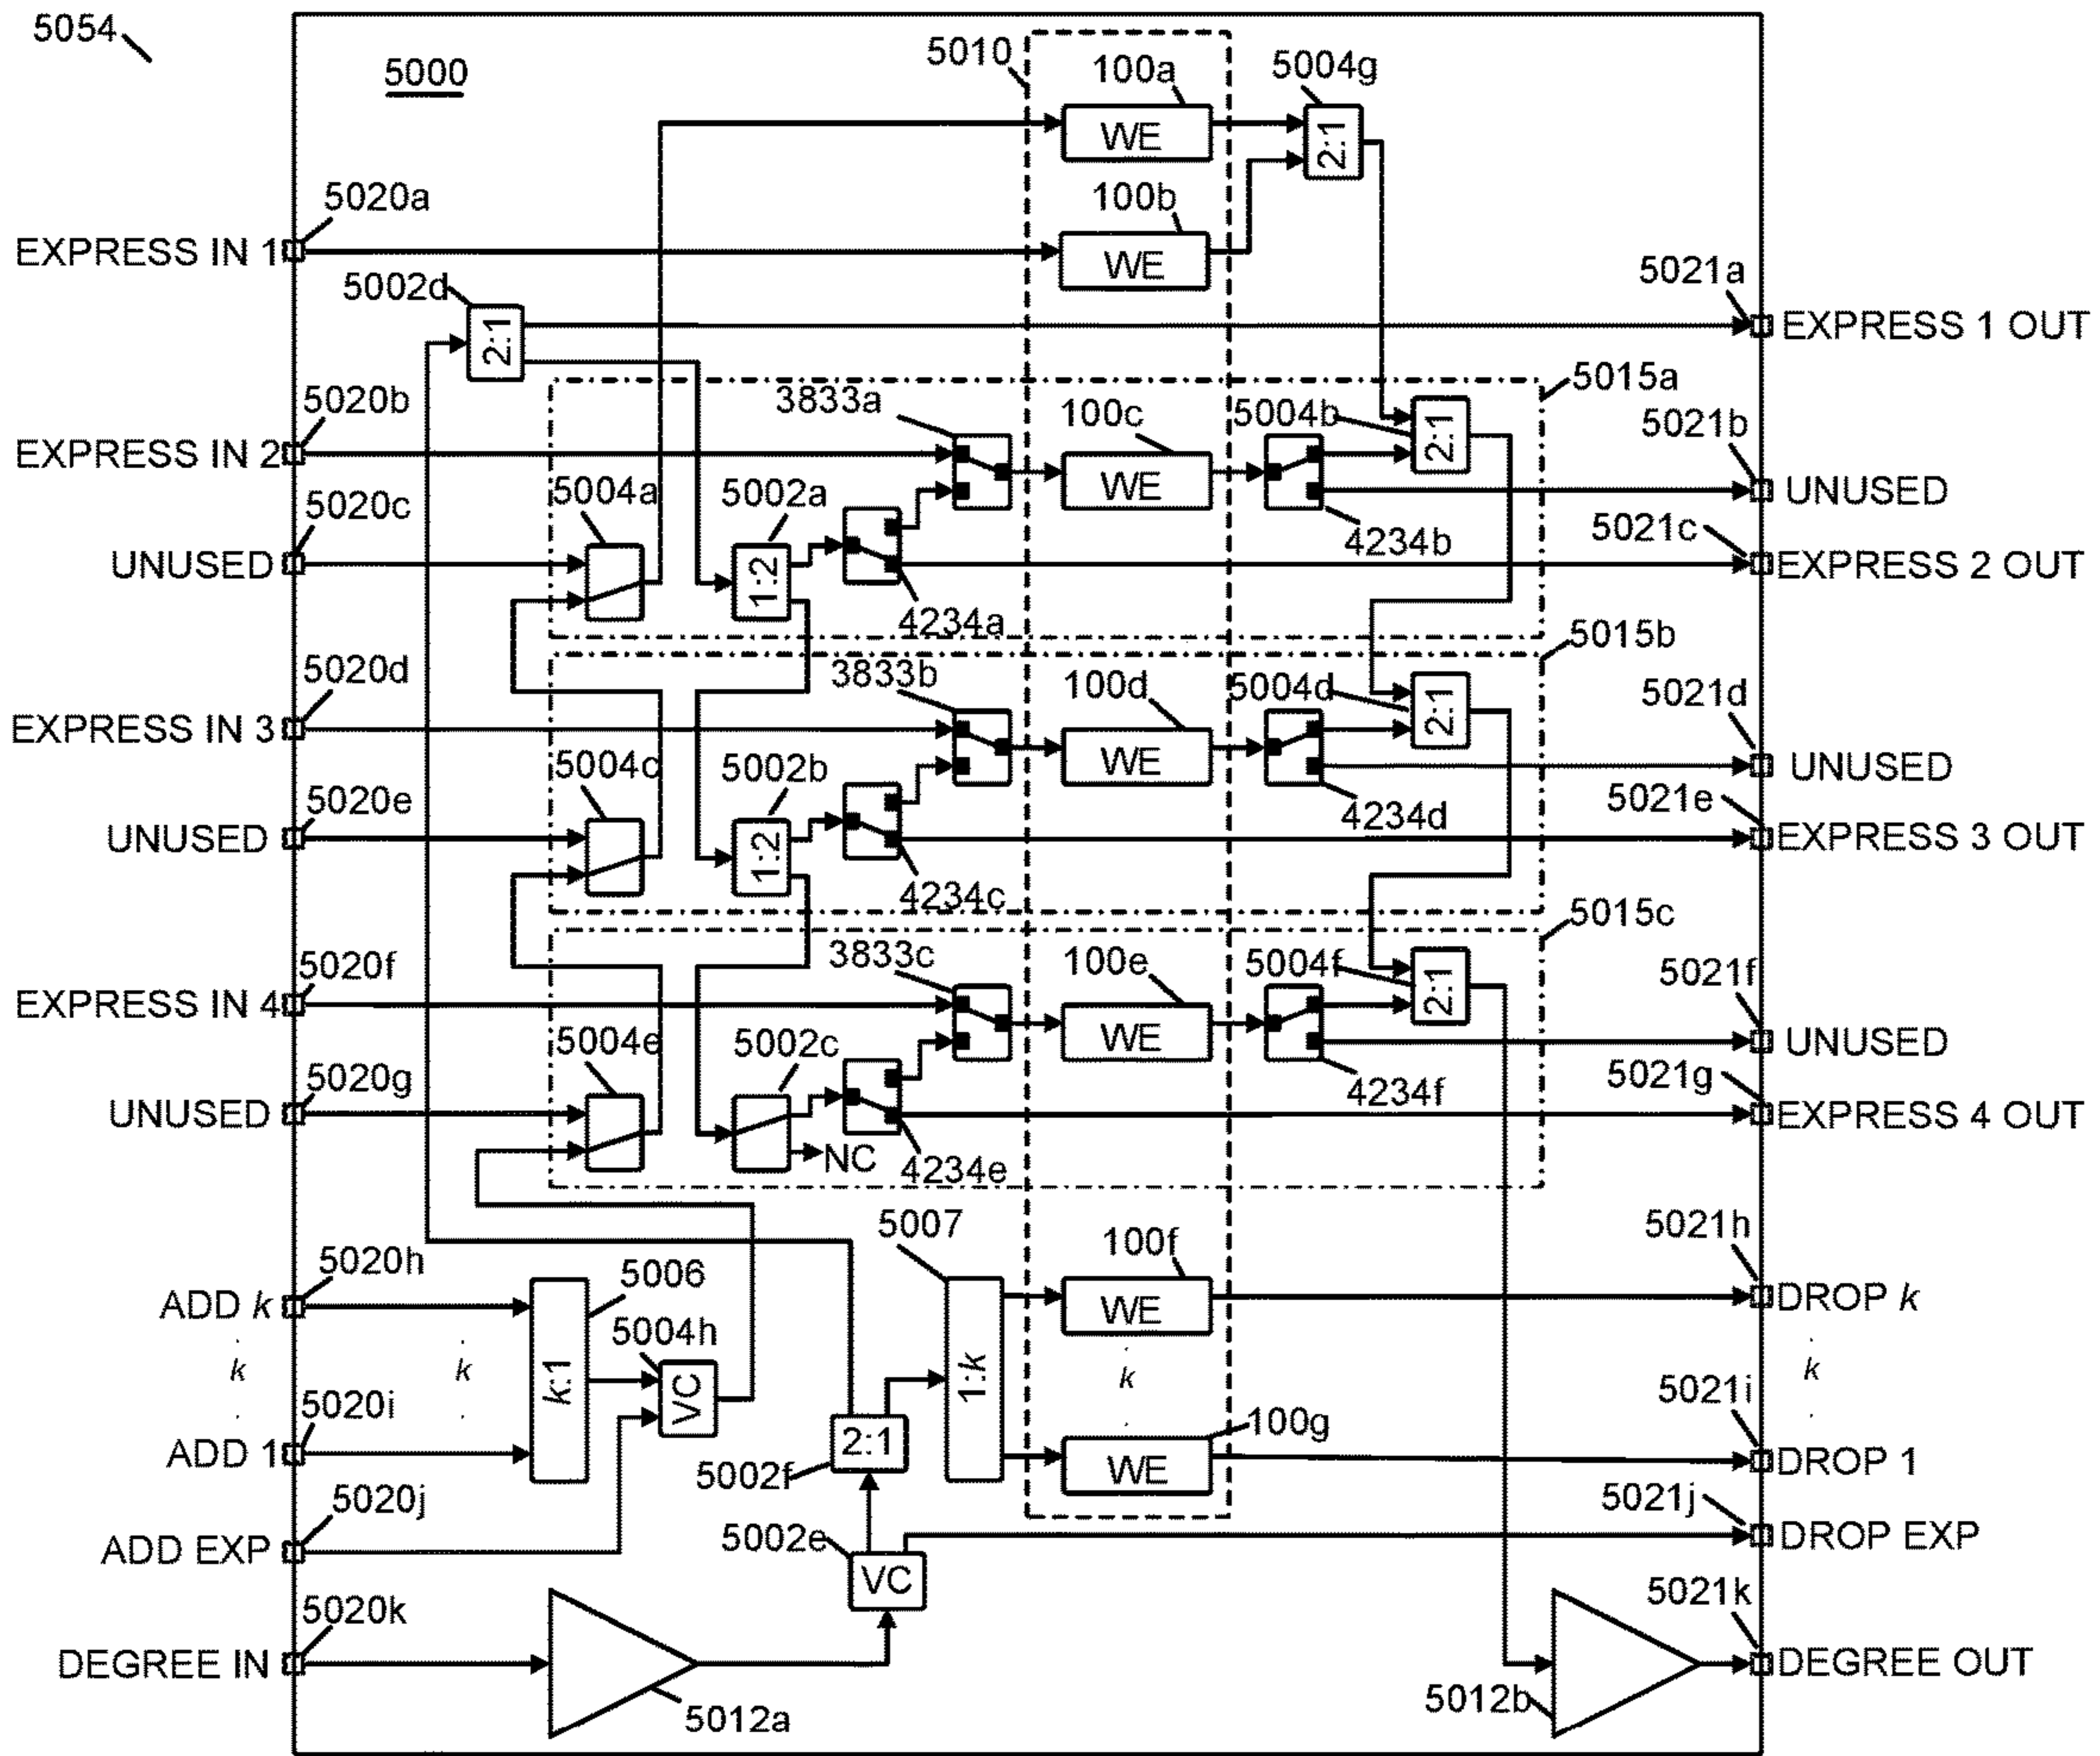 5054
5000
5010
100a
5004g
WE
2:1
5020a
100b
EXPRESS IN 1
WE
5021a
5002d
EXPRESS 1 OUT
2:1
5015a
5020b
3833a
100c
5004b
5021b
EXPRESS IN 2
2:1
WE
5020c
5004a
5002a
UNUSED
4234b
5021c
UNUSED
1:2
EXPRESS 2 OUT
4234a
5015b
5020d
3833b
100d
5004d
5021d
EXPRESS IN 3
2:1
WE
5004c
5002b
UNUSED
5020e
4234d
5021e
UNUSED
1:2
EXPRESS 3 OUT
4234c
5015c
5020f
3833c
100e
5004f
5021f
EXPRESS IN 4
2:1
WE
5004e
5002c
UNUSED
5020g
4234f
5021g
UNUSED
EXPRESS 4 OUT
NC
4234e
5007
5021h
5020h
5006
100f
ADD k
WE
DROP k
5004h
k
k
k:1
VC
1:k
k
k
5020i
5021i
2:1
100g
ADD 1
WE
DROP 1
5002f
5020j
5021j
5002e
ADD EXP
DROP EXP
VC
5020k
5021k
DEGREE IN
DEGREE OUT
5012a
5012b